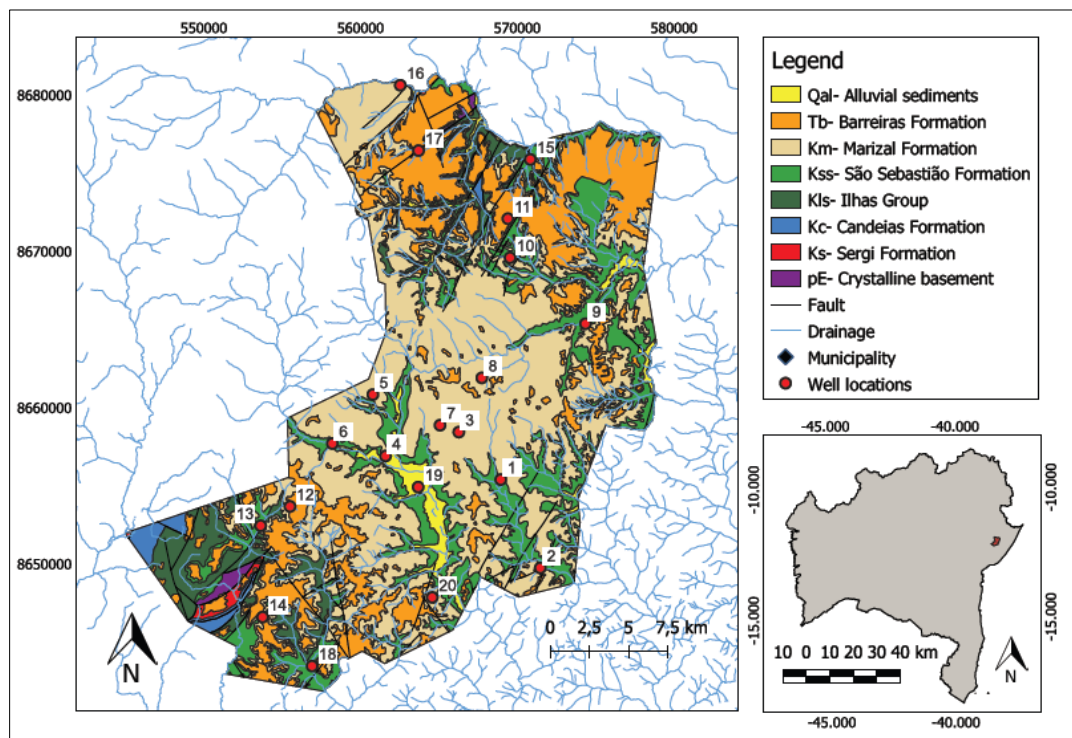 550000 560000 570000 580000
8680000
8670000
8660000
8650000
16
17
15
11
10
9
8
5
7
3
6
4
1
19
12
13
2
20
14
18
0 2,5 5 7,5 km
N
Legend
Qal- Alluvial sediments
Tb- Barreiras Formation
Km- Marizal Formation
Kss- São Sebastião Formation
Kls- Ilhas Group
Kc- Candeias Formation
Ks- Sergi Formation
pE- Crystalline basement
Fault
Drainage
Municipality
Well locations
-45.000 -40.000
-10.000 -10.000
-15.000 -15.000
10 0 10 20 30 40 km
N
-45.000 -40.000